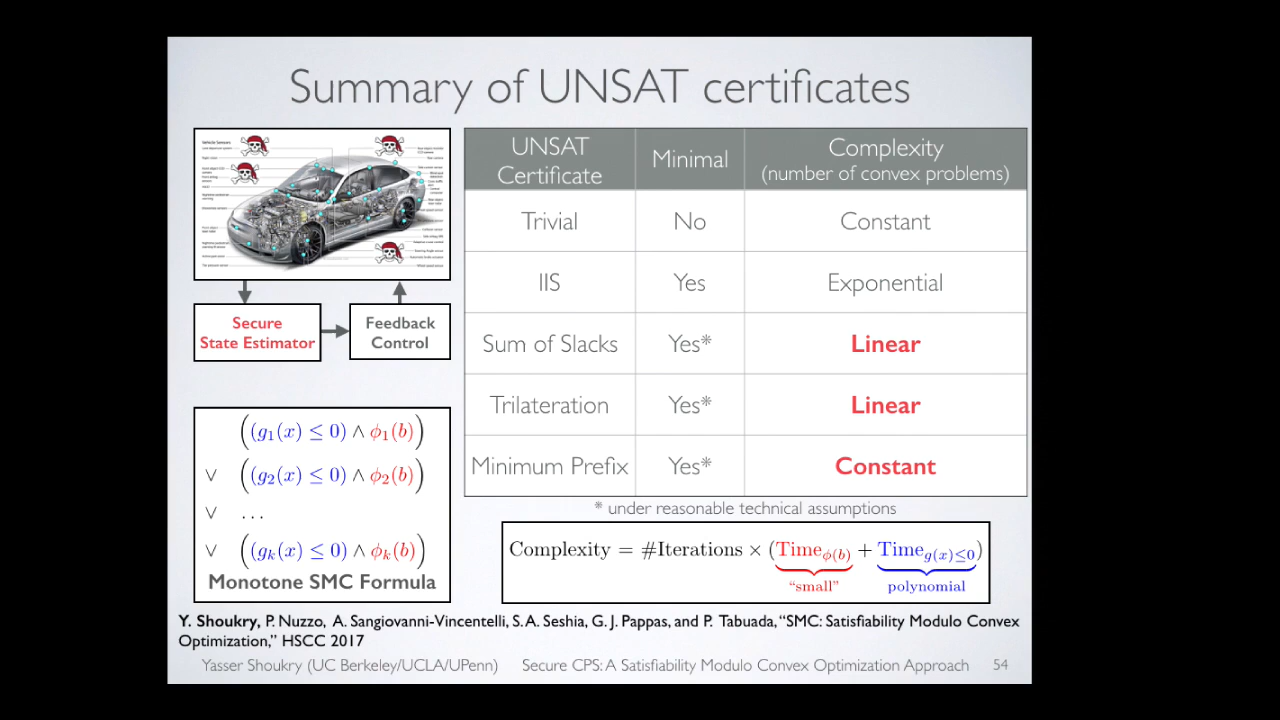 Summary of UNSAT certificates
Vehicle Sensors
UNSAT
Certificate
Minimal
Complexity
(number of convex problems)
Trivial No Constant
IIS Yes Exponential
Sum of Slacks Yes* Linear
Trilateration Yes* Linear
Minimum Prefix Yes* Constant
* under reasonable technical assumptions
Secure
State Estimator
Feedback
Control
((g₁(x) ≤ 0) ∧ ϕ₁(b))
∨ ((g₂(x) ≤ 0) ∧ ϕ₂(b))
∨ ...
∨ ((gₖ(x) ≤ 0) ∧ ϕₖ(b))
Monotone SMC Formula
Complexity = #Iterations × (Time_ϕ(b) + Time_g(x)≤0)
“small” polynomial
Y. Shoukry, P. Nuzzo, A. Sangiovanni-Vincentelli, S. A. Seshia, G. J. Pappas, and P. Tabuada, “SMC: Satisfiability Modulo Convex
Optimization,” HSCC 2017
Yasser Shoukry (UC Berkeley/UCLA/UPenn) Secure CPS: A Satisfiability Modulo Convex Optimization Approach 54